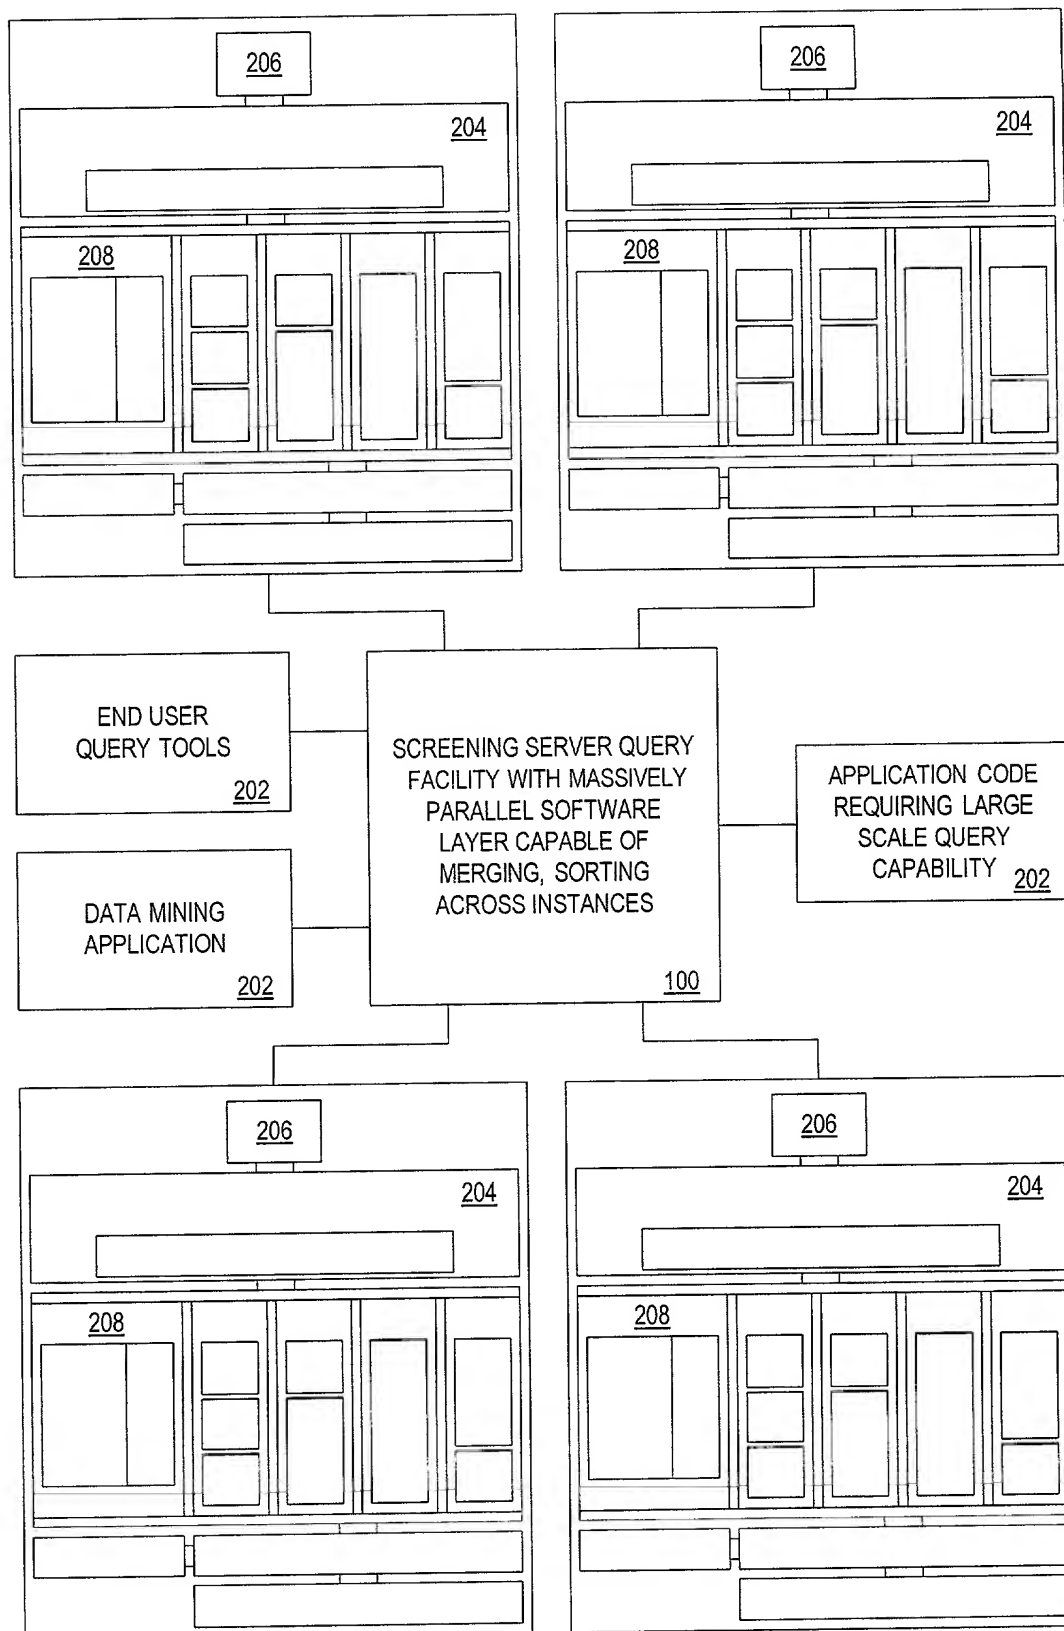 206
204
208
206
204
208
END USER
QUERY TOOLS
202
DATA MINING
APPLICATION
202
SCREENING SERVER QUERY
FACILITY WITH MASSIVELY
PARALLEL SOFTWARE
LAYER CAPABLE OF
MERGING, SORTING
ACROSS INSTANCES
100
APPLICATION CODE
REQUIRING LARGE
SCALE QUERY
CAPABILITY
202
206
204
208
206
204
208